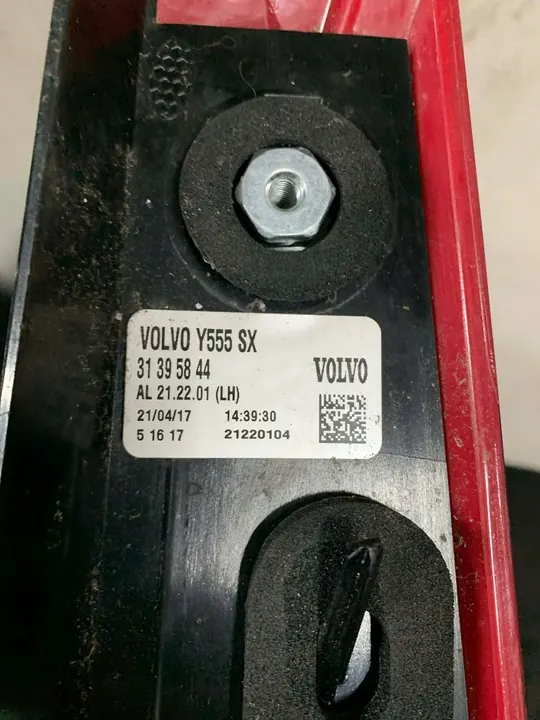 VOLVO Y555 SX
31 39 58 44
VOLVO
AL 21.22.01 (LH)
21/04/17 14:39:30
5 16 17 21220104